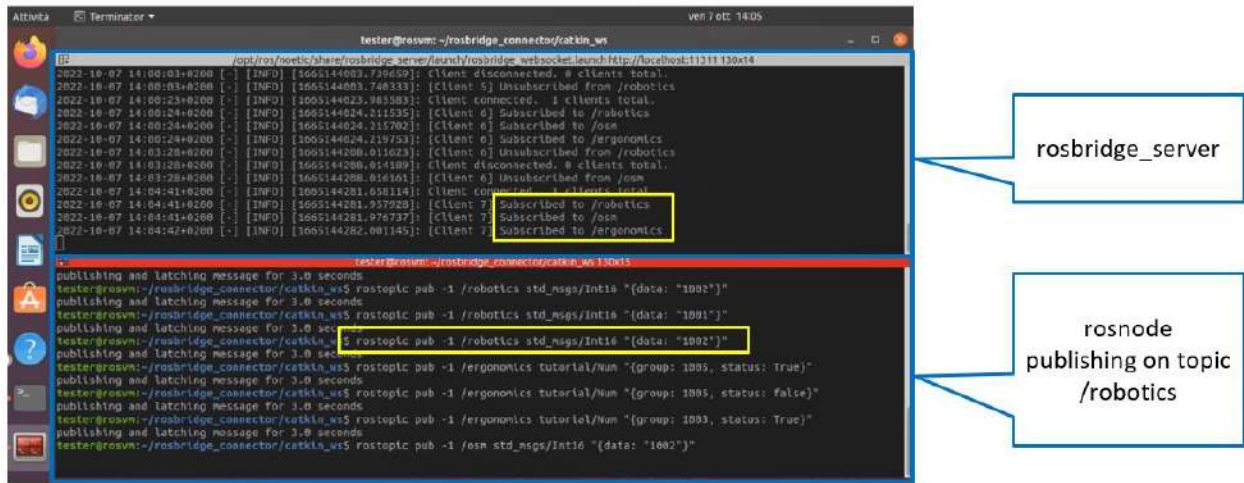 Attività Terminator ▾ ven 7 ott 14:05
tester@rosvm: ~/rosbridge_connector/catkin_ws
/opt/ros/noetic/share/rosbridge_server/launch/rosbridge_websocket.launch http://localhost:11311 130x14
2022-10-07 14:00:03+0200 [-] [INFO] [1665144003.739659]: Client disconnected. 0 clients total.
2022-10-07 14:00:03+0200 [-] [INFO] [1665144003.740333]: [Client 5] Unsubscribed from /robotics
2022-10-07 14:00:23+0200 [-] [INFO] [1665144023.985583]: Client connected. 1 clients total.
2022-10-07 14:00:24+0200 [-] [INFO] [1665144024.211535]: [Client 6] Subscribed to /robotics
2022-10-07 14:00:24+0200 [-] [INFO] [1665144024.215702]: [Client 6] Subscribed to /osm
2022-10-07 14:00:24+0200 [-] [INFO] [1665144024.219753]: [Client 6] Subscribed to /ergonomics
2022-10-07 14:03:28+0200 [-] [INFO] [1665144208.011623]: [Client 6] Unsubscribed from /robotics
2022-10-07 14:03:28+0200 [-] [INFO] [1665144208.014189]: Client disconnected. 0 clients total.
2022-10-07 14:03:28+0200 [-] [INFO] [1665144208.016161]: [Client 6] Unsubscribed from /osm
2022-10-07 14:04:41+0200 [-] [INFO] [1665144281.658114]: Client connected. 1 clients total.
2022-10-07 14:04:41+0200 [-] [INFO] [1665144281.957928]: [Client 7] Subscribed to /robotics
2022-10-07 14:04:41+0200 [-] [INFO] [1665144281.976737]: [Client 7] Subscribed to /osm
2022-10-07 14:04:42+0200 [-] [INFO] [1665144282.001145]: [Client 7] Subscribed to /ergonomics
tester@rosvm: ~/rosbridge_connector/catkin_ws 130x15
publishing and latching message for 3.0 seconds
tester@rosvm:~/rosbridge_connector/catkin_ws$ rostopic pub -1 /robotics std_msgs/Int16 "{data: "1002"}"
publishing and latching message for 3.0 seconds
tester@rosvm:~/rosbridge_connector/catkin_ws$ rostopic pub -1 /robotics std_msgs/Int16 "{data: "1001"}"
publishing and latching message for 3.0 seconds
tester@rosvm:~/rosbridge_connector/catkin_ws$ rostopic pub -1 /robotics std_msgs/Int16 "{data: "1002"}"
publishing and latching message for 3.0 seconds
tester@rosvm:~/rosbridge_connector/catkin_ws$ rostopic pub -1 /ergonomics tutorial/Num "{group: 1005, status: True}"
publishing and latching message for 3.0 seconds
tester@rosvm:~/rosbridge_connector/catkin_ws$ rostopic pub -1 /ergonomics tutorial/Num "{group: 1005, status: false}"
publishing and latching message for 3.0 seconds
tester@rosvm:~/rosbridge_connector/catkin_ws$ rostopic pub -1 /ergonomics tutorial/Num "{group: 1003, status: True}"
publishing and latching message for 3.0 seconds
tester@rosvm:~/rosbridge_connector/catkin_ws$ rostopic pub -1 /osm std_msgs/Int16 "{data: "1002"}"
rosbridge_server
rosnode
publishing on topic
/robotics